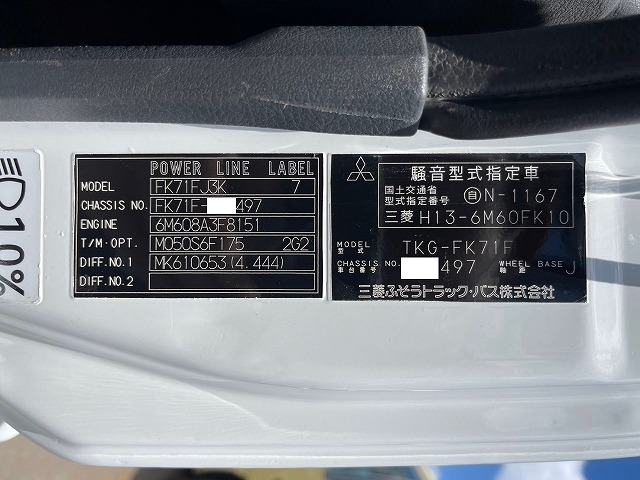 10%
POWER LINE LABEL
MODEL FK71FJ3K 7
CHASSIS NO. FK71F- 497
ENGINE 6M608A3F8151
T/M・OPT. M050S6F175 2G2
DIFF.NO.1 MK610653(4.444)
DIFF.NO.2
騒音型式指定車
国土交通省
型式指定番号 自 N-1167
三菱 H13-6M60FK10
MODEL
型式 TKG-FK71F
CHASSIS NO.
車台番号 497 WHEEL BASE
軸距 J
三菱ふそうトラック・バス株式会社